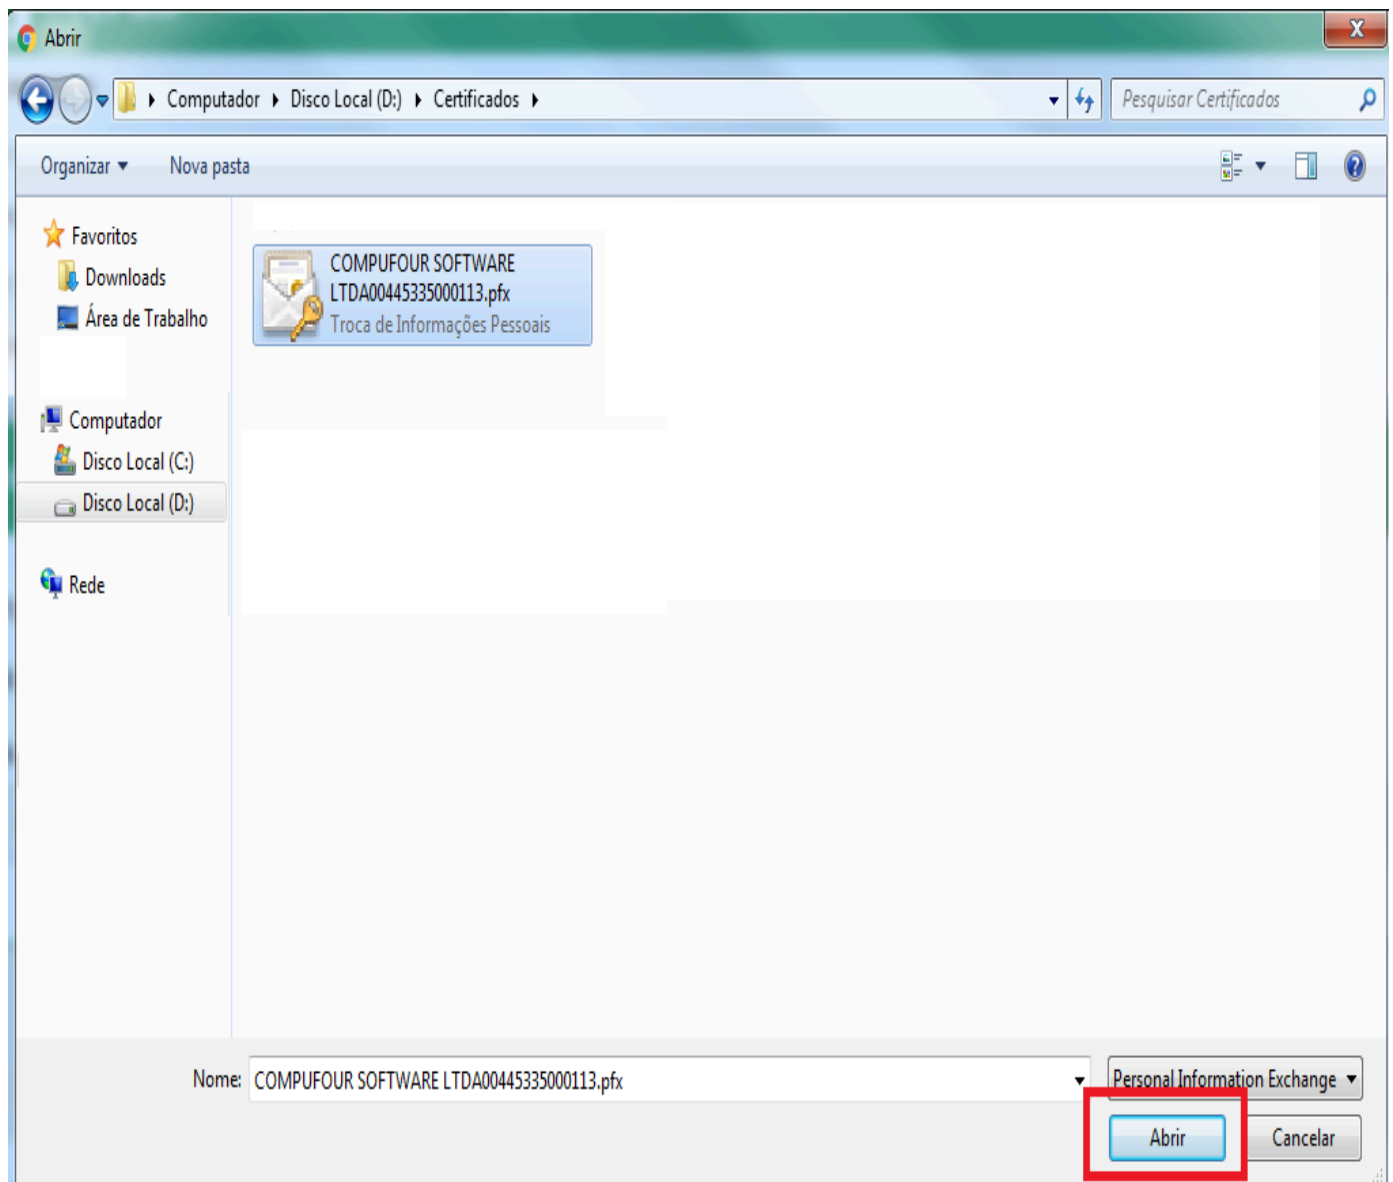 Abrir
X
Computador Disco Local (D:) Certificados
Pesquisar Certificados
Organizar Nova pasta
?
Favoritos
Downloads
Área de Trabalho
COMPUFOUR SOFTWARE
LTDA00445335000113.pfx
Troca de Informações Pessoais
Computador
Disco Local (C:)
Disco Local (D:)
Rede
Nome: COMPUFOUR SOFTWARE LTDA00445335000113.pfx
Personal Information Exchange
Abrir Cancelar